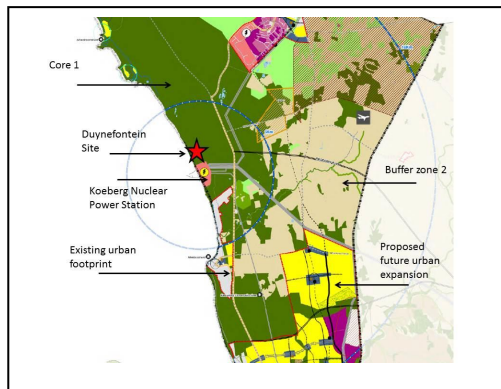 Core 1
Duynefontein
Site
Koeberg Nuclear
Power Station
Existing urban
footprint
Buffer zone 2
Proposed
future urban
expansion